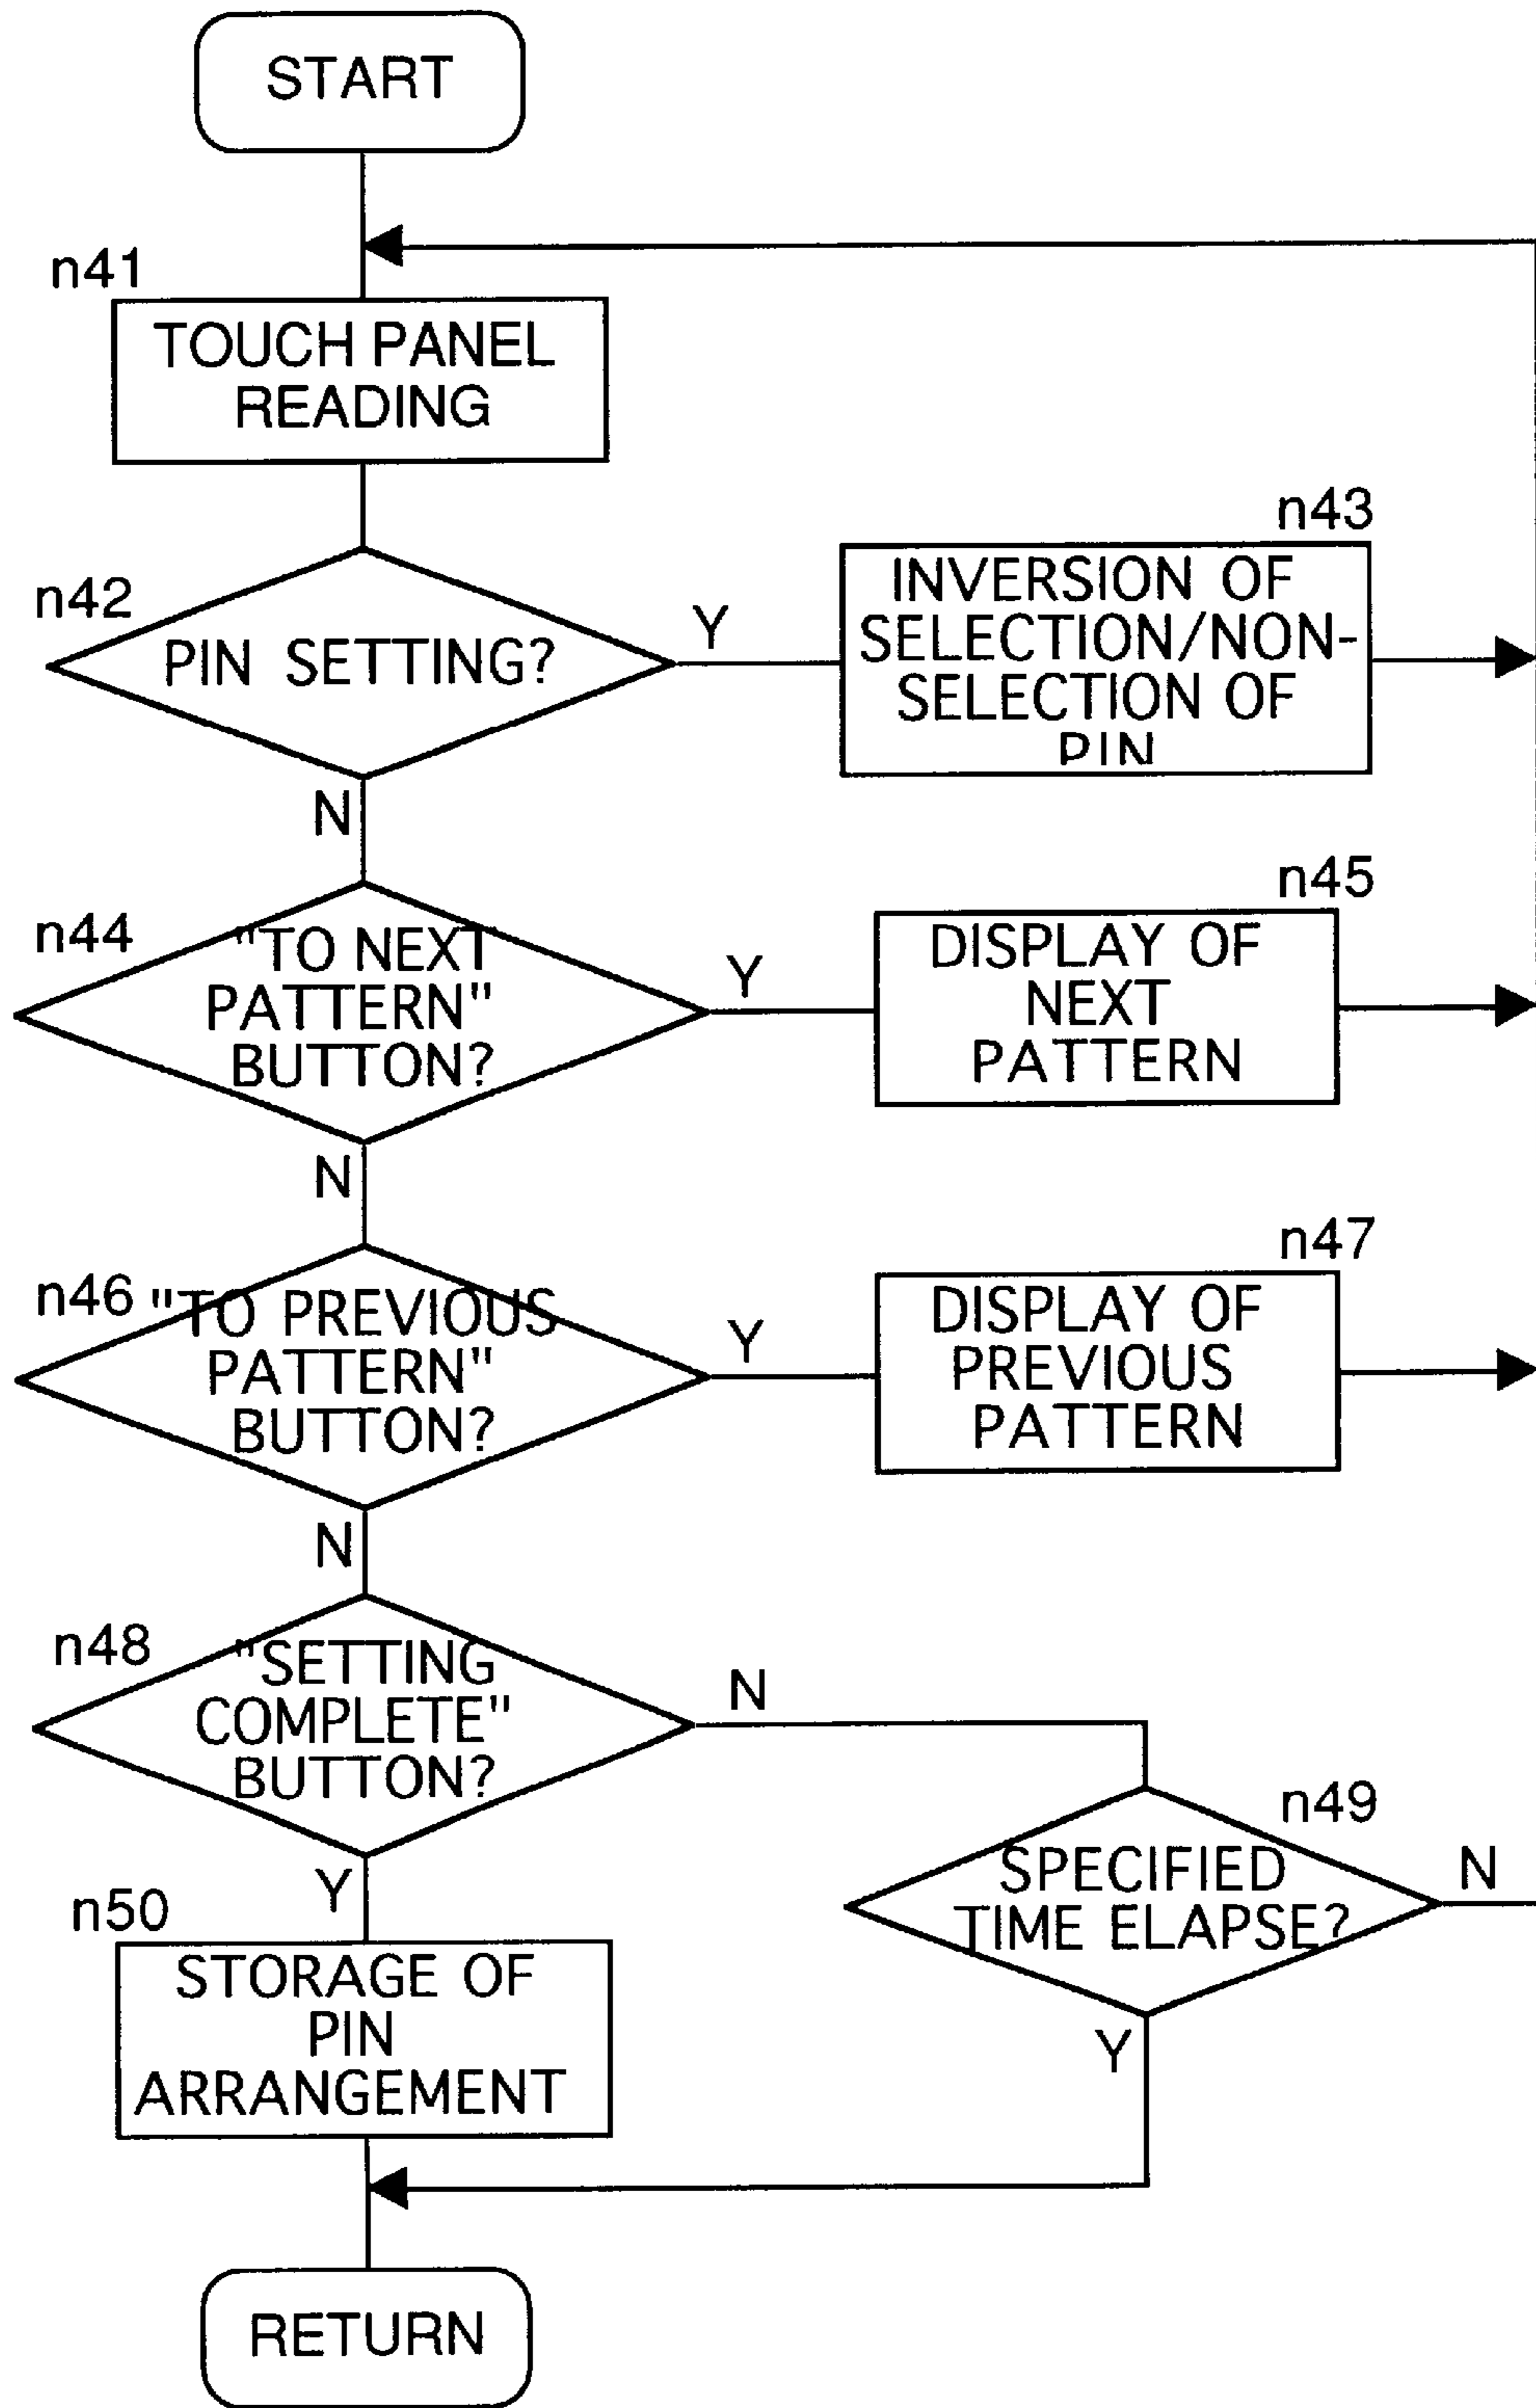 START
n41
TOUCH PANEL
READING
n42
PIN SETTING?
Y
N
n43
INVERSION OF
SELECTION/NON-
SELECTION OF
PIN
n44
"TO NEXT
PATTERN"
BUTTON?
Y
N
n45
DISPLAY OF
NEXT
PATTERN
n46
"TO PREVIOUS
PATTERN"
BUTTON?
Y
N
n47
DISPLAY OF
PREVIOUS
PATTERN
n48
"SETTING
COMPLETE"
BUTTON?
N
Y
n49
SPECIFIED
TIME ELAPSE?
N
Y
n50
STORAGE OF
PIN
ARRANGEMENT
RETURN